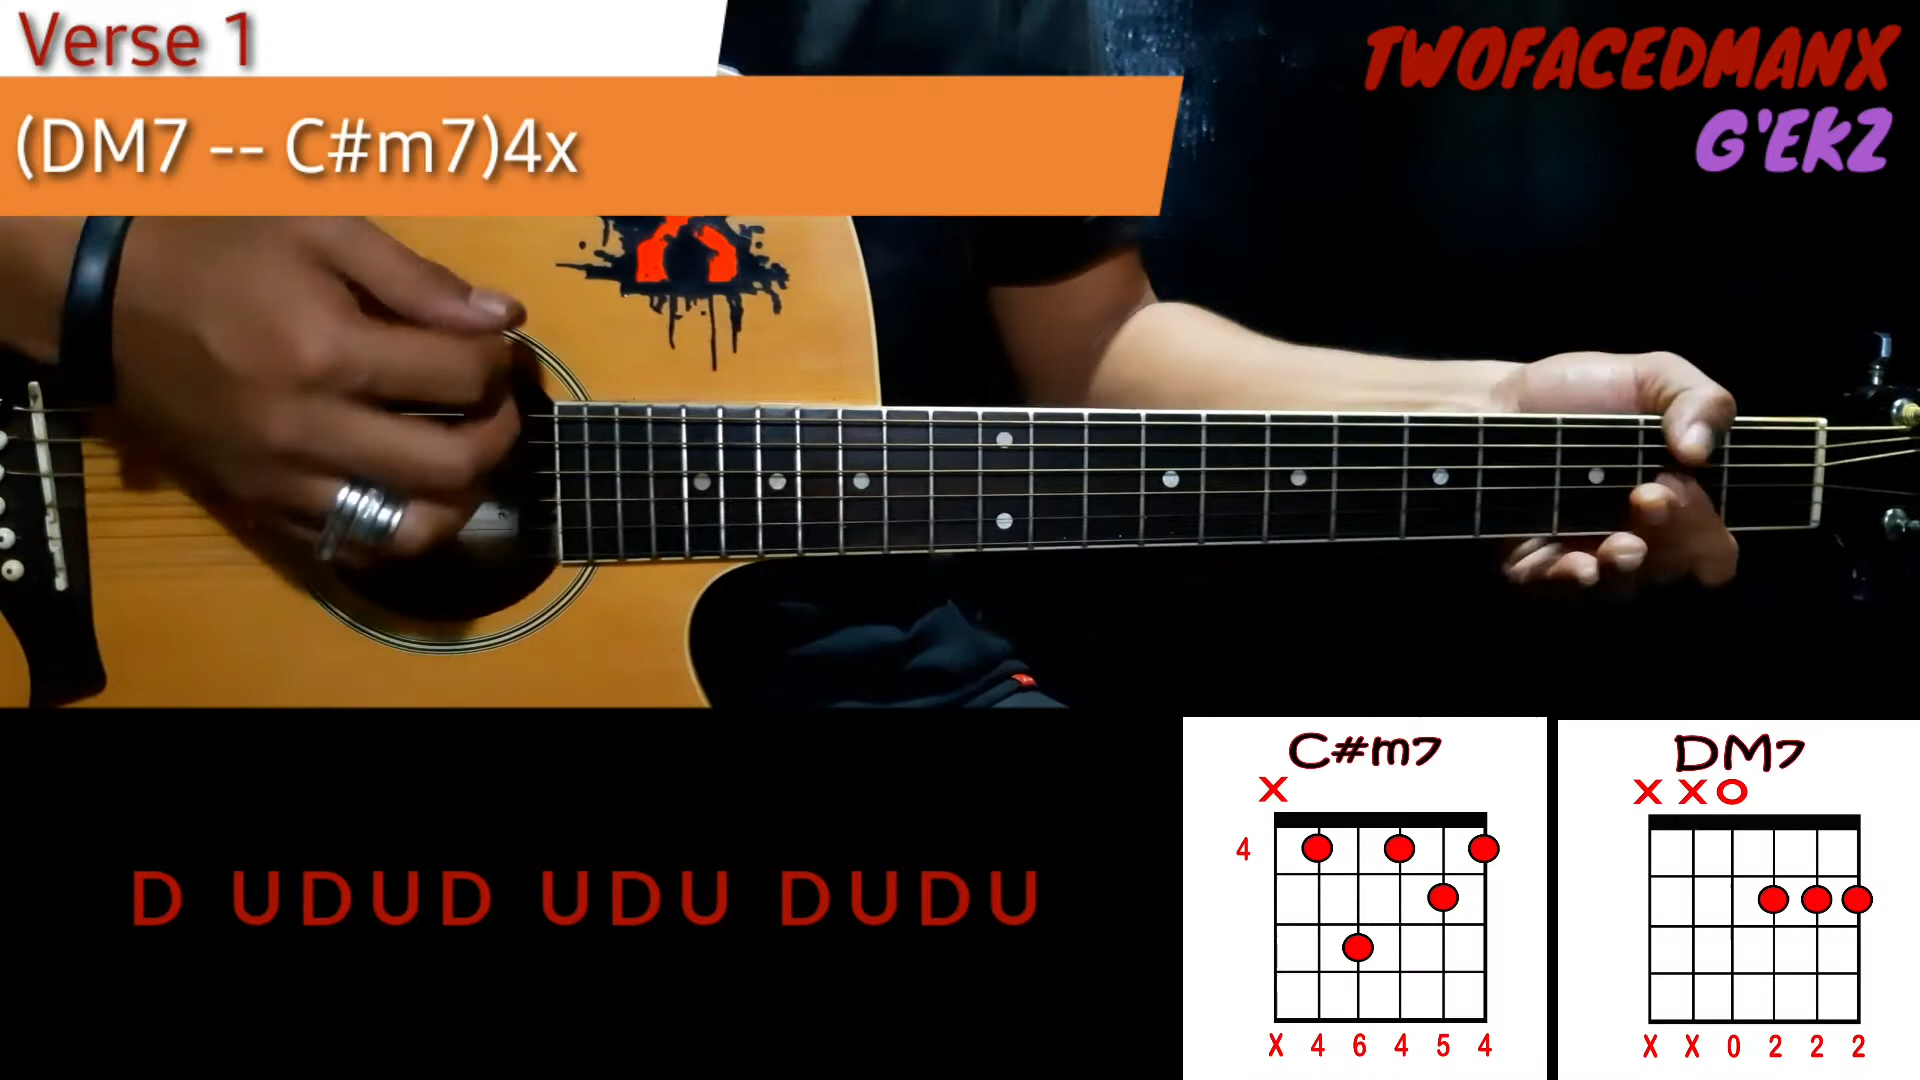 Verse 1
(DM7 -- C#m7)4x
TWOFACEDMANX
G'EKZ
D UDUD UDU DUDU
C#m7
X
4
X 4 6 4 5 4
DM7
X X O
X X 0 2 2 2